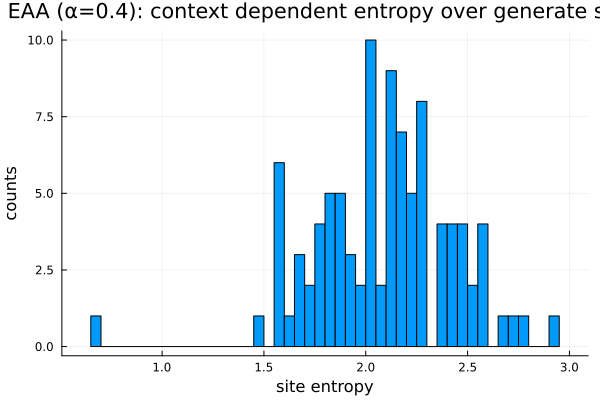 EAA (α=0.4): context dependent entropy over generate s
10.0
7.5
5.0
2.5
0.0
counts
1.0 1.5 2.0 2.5 3.0
site entropy